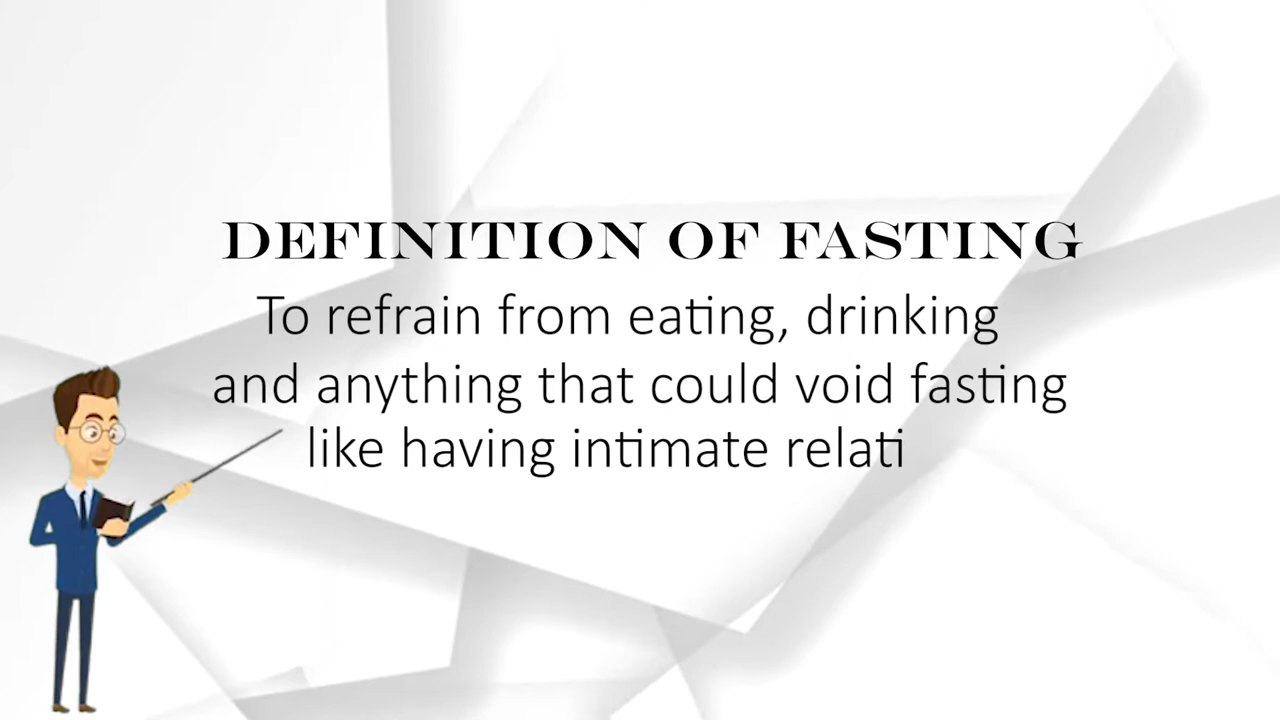 DEFINITION OF FASTING
To refrain from eating, drinking
and anything that could void fasting
like having intimate relati